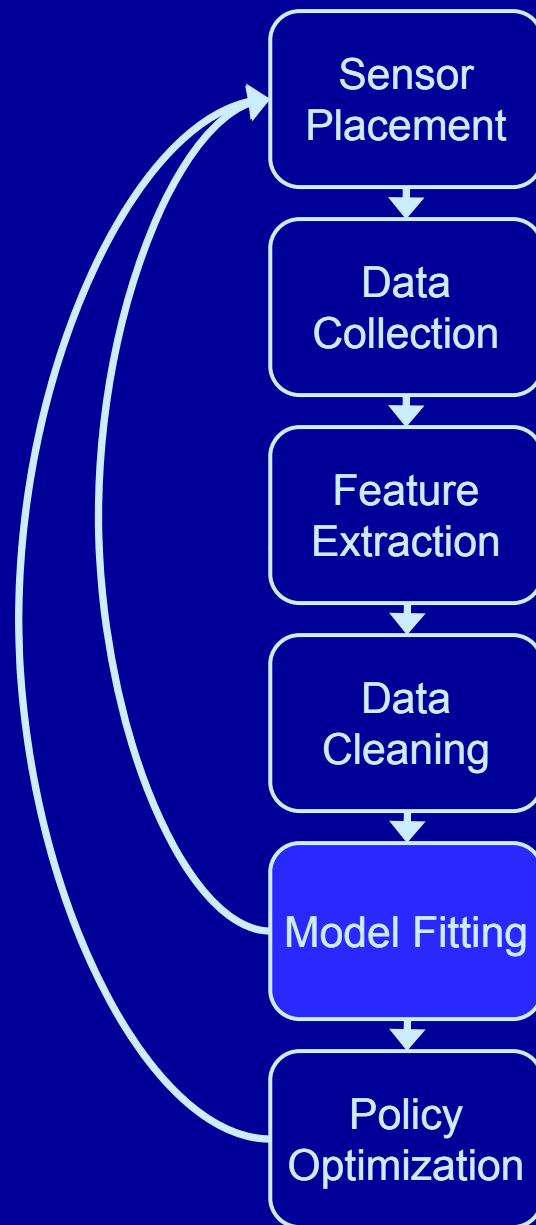 Sensor
Placement
Data
Collection
Feature
Extraction
Data
Cleaning
Model Fitting
Policy
Optimization